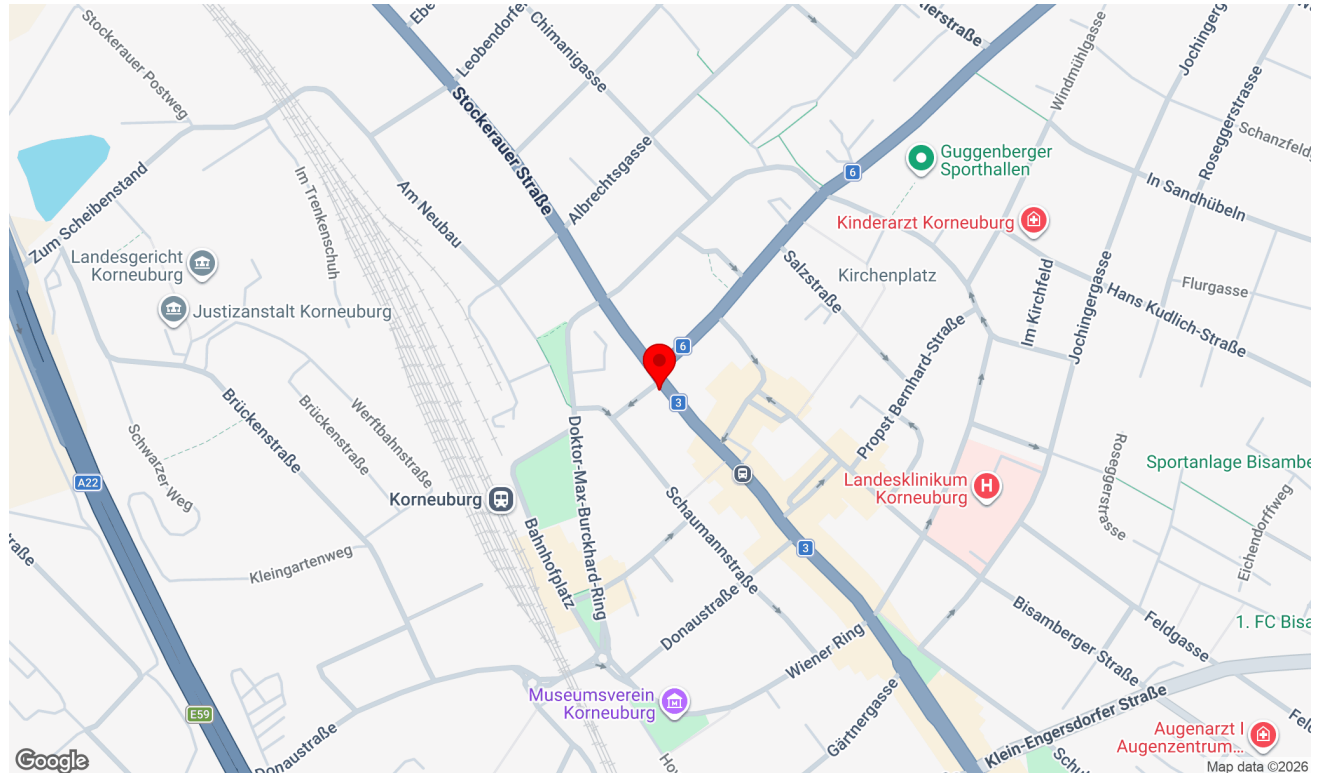 Stockerauer Postweg
Leobendorfer
Chimanigasse
Windmühlgasse
Jochingergasse
Roseggerstrasse
Stockerauer Straße
Schanzfeldg
Guggenberger
Sporthallen
6
Albrechtsgasse
Im Trenkenschuh
Am Neubau
In Sandhübeln
Zum Scheibenstand
Kinderarzt Korneuburg
Landesgericht
Korneuburg
Salzstraße
Kirchenplatz
Justizanstalt Korneuburg
Im Kirchfeld
Jochingergasse
Flurgasse
Hans Kudlich-Straße
6
3
Propst Bernhard-Straße
Brückenstraße
Brückenstraße
Werftbahnstraße
Schwarzer Weg
Doktor-Max-Burckhard-Ring
A22
Korneuburg
Landesklinikum
Korneuburg
H
Roseggerstrasse
Sportanlage Bisambe
Eichendorffweg
Schaumannstraße
3
Bahnhofplatz
Kleingartenweg
Donaustraße
Wiener Ring
Bisamberger Straße
Feldgasse
1. FC Bisa
Museumsverein
Korneuburg
E59
Donaustraße
Gärtnergasse
Klein-Engersdorfer Straße
Augenarzt I
Augenzentrum...
Google
Map data ©2026